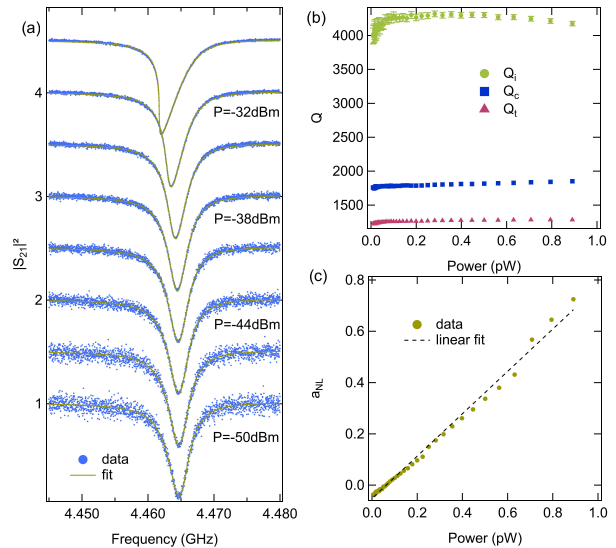 (a)
4
3
2
1
|S21|²
P=-32dBm
P=-38dBm
P=-44dBm
P=-50dBm
data
fit
4.450
4.460
4.470
4.480
Frequency (GHz)
(b)
4000
3500
3000
2500
2000
1500
Q
Qi
Qc
Qt
0.0
0.2
0.4
0.6
0.8
1.0
Power (pW)
(c)
0.8
0.6
0.4
0.2
0.0
aNL
data
linear fit
0.0
0.2
0.4
0.6
0.8
1.0
Power (pW)